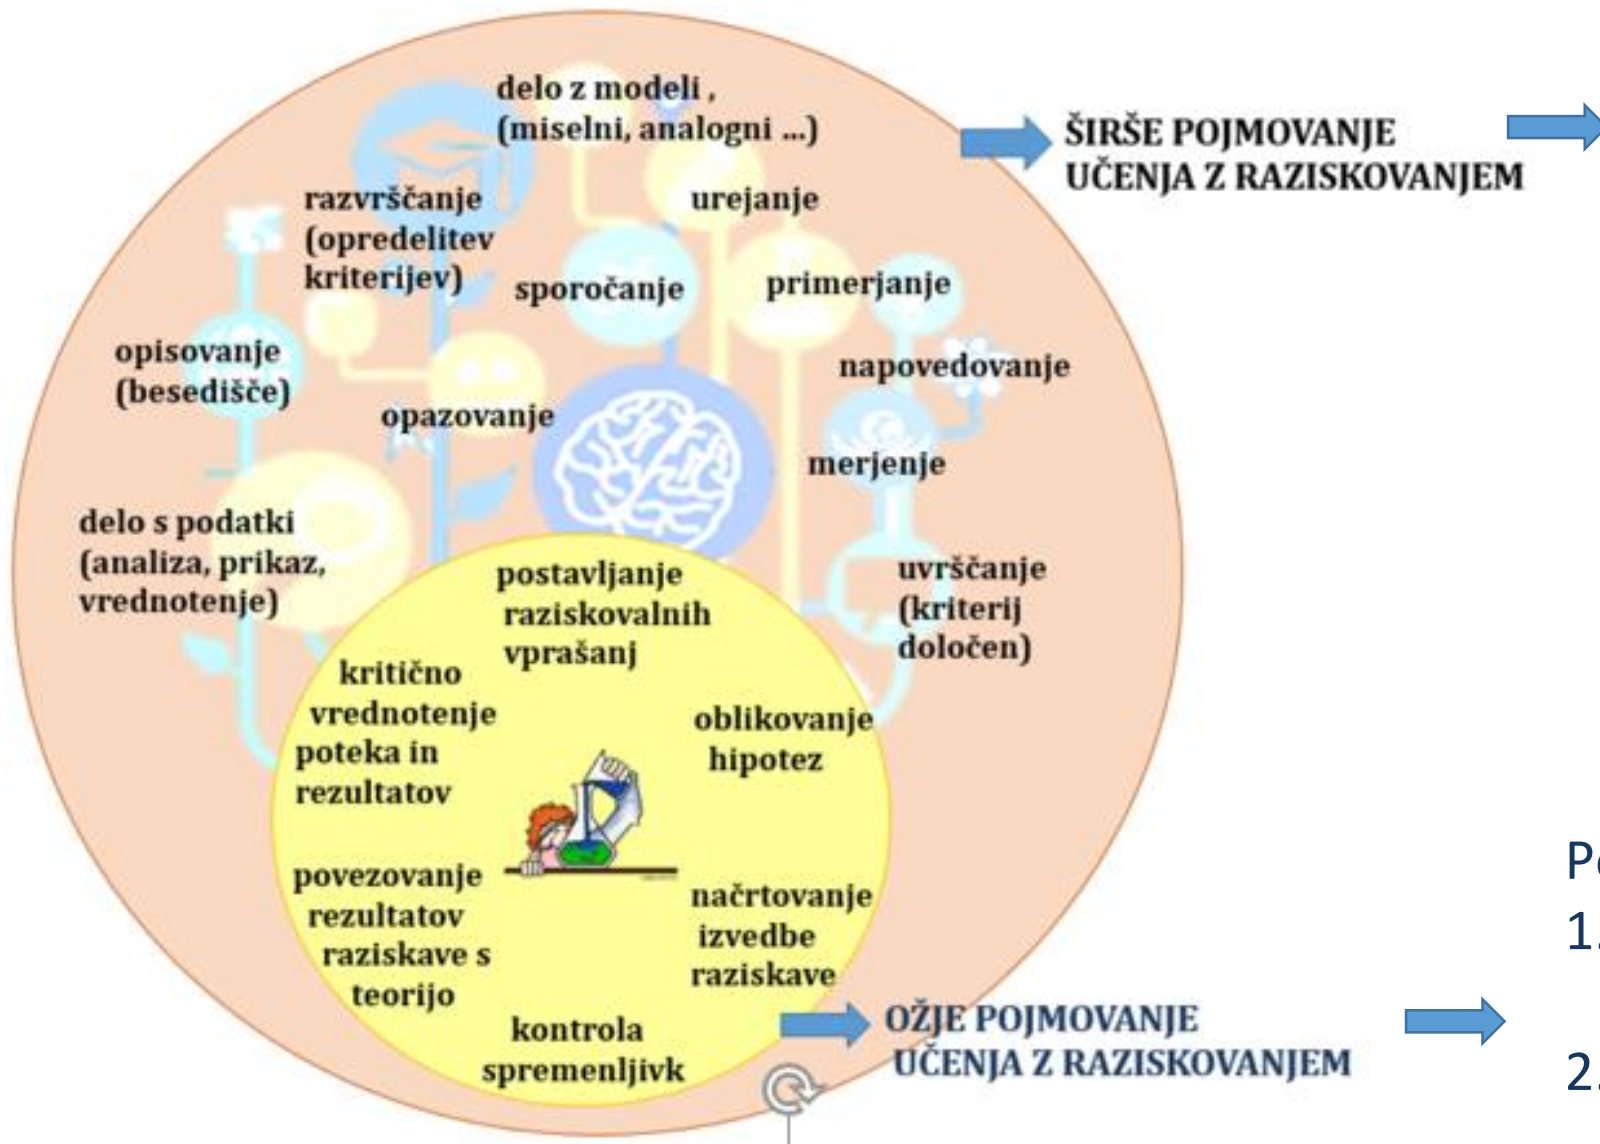 delo z modeli ,
(miselni, analogni ...)
ŠIRŠE POJMOVANJE
UČENJA Z RAZISKOVANJEM
razvrščanje
(opredelitev
kriterijev)
urejanje
sporočanje
primerjanje
opisovanje
(besedišče)
napovedovanje
opazovanje
merjenje
delo s podatki
(analiza, prikaz,
vrednotenje)
uvrščanje
(kriterij
določen)
postavljanje
raziskovalnih
vprašanj
kritično
vrednotenje
poteka in
rezultatov
oblikovanje
hipotez
povezovanje
rezultatov
raziskave s
teorijo
načrtovanje
izvedbe
raziskave
kontrola
spremenljivk
OŽJE POJMOVANJE
UČENJA Z RAZISKOVANJEM
1.
2.